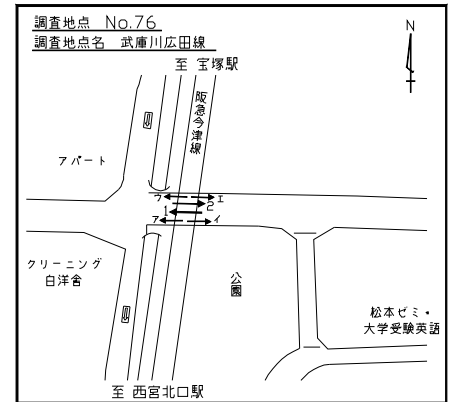 調査地点 No.76
調査地点名 武庫川広田線
N
至 宝塚駅
阪急今津線
アパート
ウ エ
2
1
ア イ
クリーニング
白洋舎
公園
松本ゼミ・
大学受験英語
至 西宮北口駅